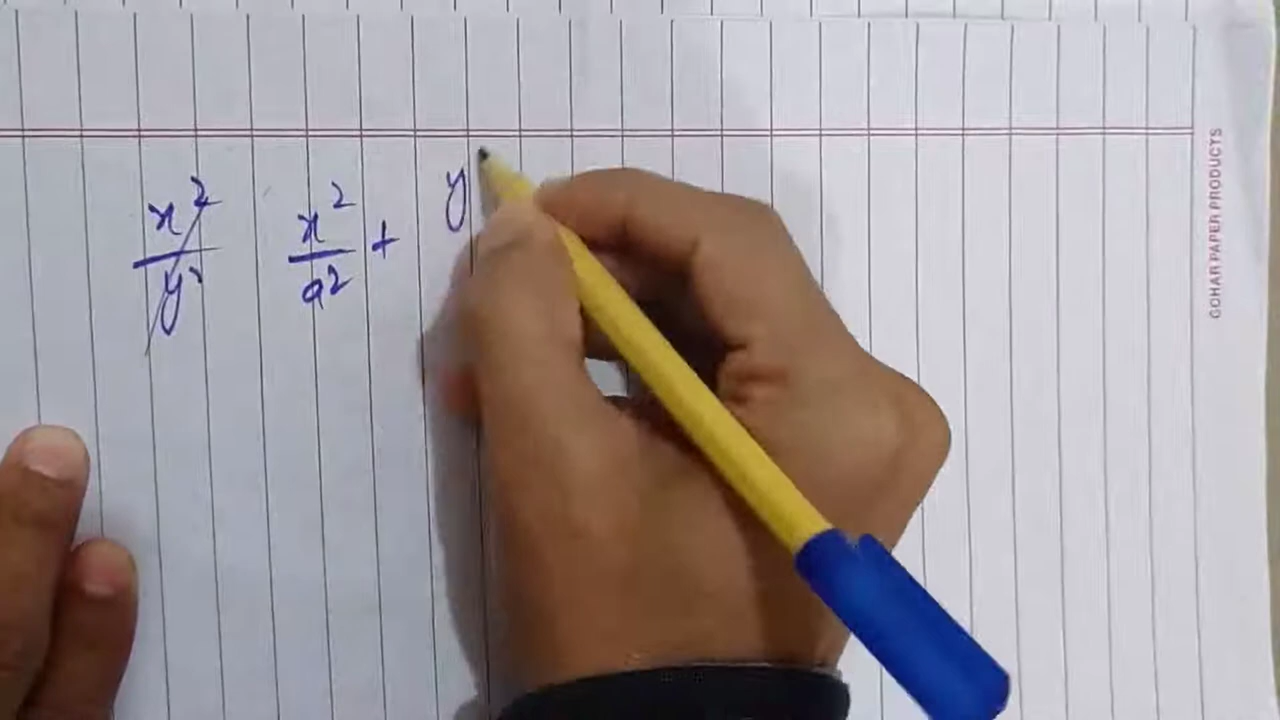 x²/y² x²/a² + y
GOHAR PAPER PRODUCTS